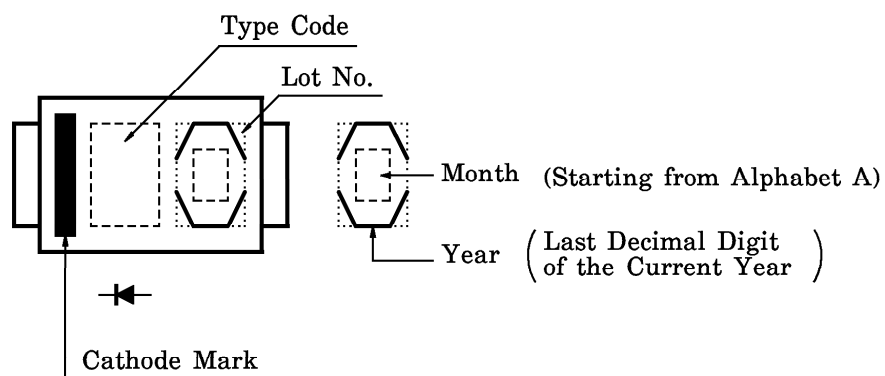 Type Code
Lot No.
Month (Starting from Alphabet A)
Year (Last Decimal Digit
of the Current Year)
Cathode Mark